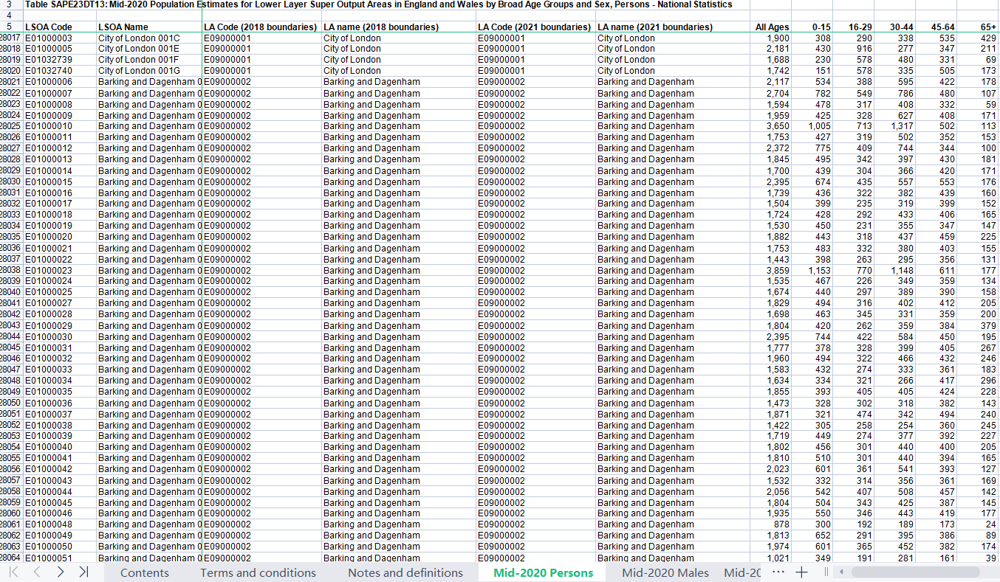 3 Table SAPE23DT13: Mid-2020 Population Estimates for Lower Layer Super Output Areas in England and Wales by Broad Age Groups and Sex, Persons - National Statistics
4
5 LSOA Code LSOA Name LA Code (2018 boundaries) LA name (2018 boundaries) LA Code (2021 boundaries) LA name (2021 boundaries) All Ages 0-15 16-29 30-44 45-64 65+
28017 E01000003 City of London 001C E09000001 City of London E09000001 City of London 1,900 308 290 338 535 429
28018 E01000005 City of London 001E E09000001 City of London E09000001 City of London 2,181 430 916 277 347 211
28019 E01032739 City of London 001F E09000001 City of London E09000001 City of London 1,688 230 578 480 331 69
28020 E01032740 City of London 001G E09000001 City of London E09000001 City of London 1,742 151 578 335 505 173
28021 E01000006 Barking and Dagenham 0 E09000002 Barking and Dagenham E09000002 Barking and Dagenham 2,117 534 388 595 422 178
28022 E01000007 Barking and Dagenham 0 E09000002 Barking and Dagenham E09000002 Barking and Dagenham 2,704 782 549 786 480 107
28023 E01000008 Barking and Dagenham 0 E09000002 Barking and Dagenham E09000002 Barking and Dagenham 1,594 478 317 408 332 59
28024 E01000009 Barking and Dagenham 0 E09000002 Barking and Dagenham E09000002 Barking and Dagenham 1,959 425 328 627 408 171
28025 E01000010 Barking and Dagenham 0 E09000002 Barking and Dagenham E09000002 Barking and Dagenham 3,650 1,005 713 1,317 502 113
28026 E01000011 Barking and Dagenham 0 E09000002 Barking and Dagenham E09000002 Barking and Dagenham 1,753 427 319 502 352 153
28027 E01000012 Barking and Dagenham 0 E09000002 Barking and Dagenham E09000002 Barking and Dagenham 2,372 775 409 744 344 100
28028 E01000013 Barking and Dagenham 0 E09000002 Barking and Dagenham E09000002 Barking and Dagenham 1,845 495 342 397 430 181
28029 E01000014 Barking and Dagenham 0 E09000002 Barking and Dagenham E09000002 Barking and Dagenham 1,700 439 304 366 420 171
28030 E01000015 Barking and Dagenham 0 E09000002 Barking and Dagenham E09000002 Barking and Dagenham 2,395 674 435 557 553 176
28031 E01000016 Barking and Dagenham 0 E09000002 Barking and Dagenham E09000002 Barking and Dagenham 1,739 436 322 382 439 160
28032 E01000017 Barking and Dagenham 0 E09000002 Barking and Dagenham E09000002 Barking and Dagenham 1,504 399 235 319 399 152
28033 E01000018 Barking and Dagenham 0 E09000002 Barking and Dagenham E09000002 Barking and Dagenham 1,724 428 292 433 406 165
28034 E01000019 Barking and Dagenham 0 E09000002 Barking and Dagenham E09000002 Barking and Dagenham 1,530 450 231 355 347 147
28035 E01000020 Barking and Dagenham 0 E09000002 Barking and Dagenham E09000002 Barking and Dagenham 1,882 443 318 437 459 225
28036 E01000021 Barking and Dagenham 0 E09000002 Barking and Dagenham E09000002 Barking and Dagenham 1,753 483 332 380 403 155
28037 E01000022 Barking and Dagenham 0 E09000002 Barking and Dagenham E09000002 Barking and Dagenham 1,443 398 263 295 356 131
28038 E01000023 Barking and Dagenham 0 E09000002 Barking and Dagenham E09000002 Barking and Dagenham 3,859 1,153 770 1,148 611 177
28039 E01000024 Barking and Dagenham 0 E09000002 Barking and Dagenham E09000002 Barking and Dagenham 1,535 467 226 349 359 134
28040 E01000025 Barking and Dagenham 0 E09000002 Barking and Dagenham E09000002 Barking and Dagenham 1,674 440 297 389 390 158
28041 E01000027 Barking and Dagenham 0 E09000002 Barking and Dagenham E09000002 Barking and Dagenham 1,829 494 316 402 412 205
28042 E01000028 Barking and Dagenham 0 E09000002 Barking and Dagenham E09000002 Barking and Dagenham 1,698 463 345 331 359 200
28043 E01000029 Barking and Dagenham 0 E09000002 Barking and Dagenham E09000002 Barking and Dagenham 1,804 420 262 359 384 379
28044 E01000030 Barking and Dagenham 0 E09000002 Barking and Dagenham E09000002 Barking and Dagenham 2,395 744 422 584 450 195
28045 E01000031 Barking and Dagenham 0 E09000002 Barking and Dagenham E09000002 Barking and Dagenham 1,777 378 328 399 405 267
28046 E01000032 Barking and Dagenham 0 E09000002 Barking and Dagenham E09000002 Barking and Dagenham 1,960 494 322 466 432 246
28047 E01000033 Barking and Dagenham 0 E09000002 Barking and Dagenham E09000002 Barking and Dagenham 1,583 432 274 333 361 183
28048 E01000034 Barking and Dagenham 0 E09000002 Barking and Dagenham E09000002 Barking and Dagenham 1,634 334 321 266 417 296
28049 E01000035 Barking and Dagenham 0 E09000002 Barking and Dagenham E09000002 Barking and Dagenham 1,855 393 405 405 424 228
28050 E01000036 Barking and Dagenham 0 E09000002 Barking and Dagenham E09000002 Barking and Dagenham 1,473 328 302 318 382 143
28051 E01000037 Barking and Dagenham 0 E09000002 Barking and Dagenham E09000002 Barking and Dagenham 1,871 321 474 342 494 240
28052 E01000038 Barking and Dagenham 0 E09000002 Barking and Dagenham E09000002 Barking and Dagenham 1,422 305 258 254 360 245
28053 E01000039 Barking and Dagenham 0 E09000002 Barking and Dagenham E09000002 Barking and Dagenham 1,719 449 274 377 392 227
28054 E01000040 Barking and Dagenham 0 E09000002 Barking and Dagenham E09000002 Barking and Dagenham 1,802 456 301 440 400 205
28055 E01000041 Barking and Dagenham 0 E09000002 Barking and Dagenham E09000002 Barking and Dagenham 1,810 510 301 440 394 165
28056 E01000042 Barking and Dagenham 0 E09000002 Barking and Dagenham E09000002 Barking and Dagenham 2,023 601 361 541 393 127
28057 E01000043 Barking and Dagenham 0 E09000002 Barking and Dagenham E09000002 Barking and Dagenham 1,532 332 314 356 361 169
28058 E01000044 Barking and Dagenham 0 E09000002 Barking and Dagenham E09000002 Barking and Dagenham 2,056 542 407 508 457 142
28059 E01000045 Barking and Dagenham 0 E09000002 Barking and Dagenham E09000002 Barking and Dagenham 1,804 504 343 425 387 145
28060 E01000046 Barking and Dagenham 0 E09000002 Barking and Dagenham E09000002 Barking and Dagenham 1,935 550 346 443 419 177
28061 E01000048 Barking and Dagenham 0 E09000002 Barking and Dagenham E09000002 Barking and Dagenham 878 300 192 189 173 24
28062 E01000049 Barking and Dagenham 0 E09000002 Barking and Dagenham E09000002 Barking and Dagenham 1,813 652 291 395 386 89
28063 E01000050 Barking and Dagenham 0 E09000002 Barking and Dagenham E09000002 Barking and Dagenham 1,974 601 365 452 382 174
28064 E01000051 Barking and Dagenham 0 E09000002 Barking and Dagenham E09000002 Barking and Dagenham 1,021 349 191 281 161 39
Contents Terms and conditions Notes and definitions Mid-2020 Persons Mid-2020 Males Mid-20